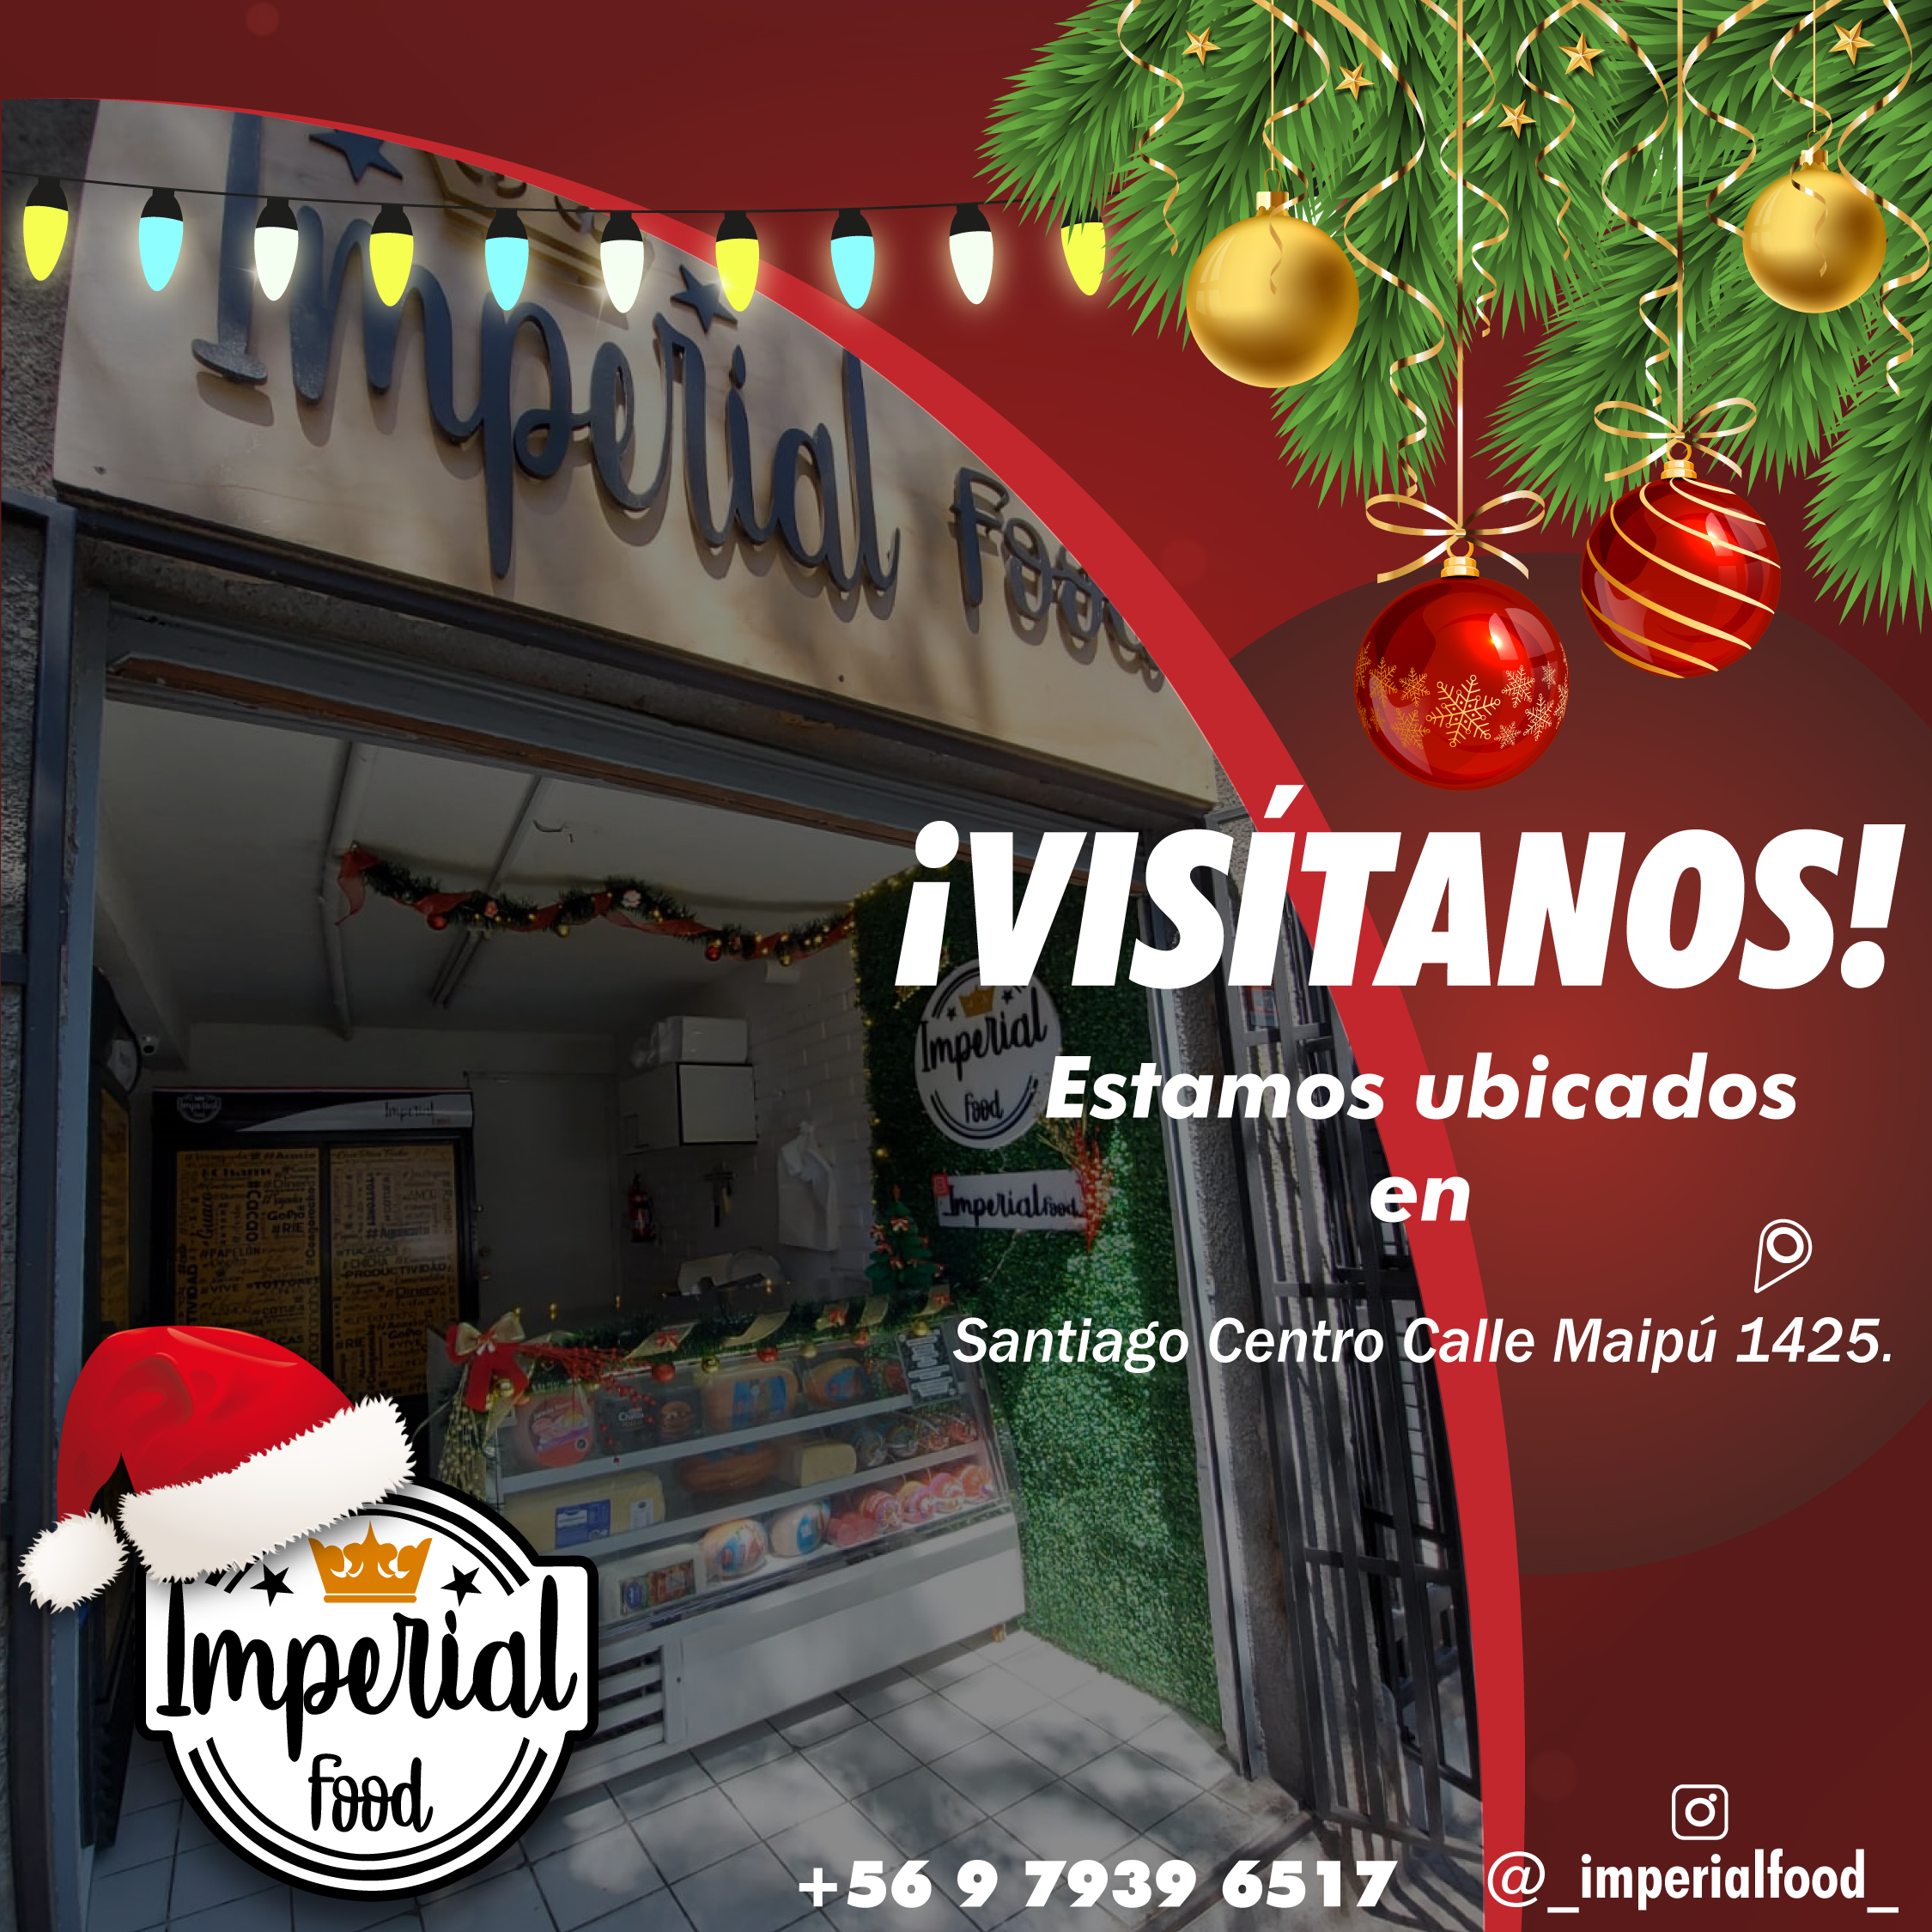 Imperial Food
¡VISÍTANOS!
Imperial
food
Estamos ubicados
en
Imperial food
Imperial
Santiago Centro Calle Maipú 1425.
Imperial
food
+56 9 7939 6517
@_imperialfood_